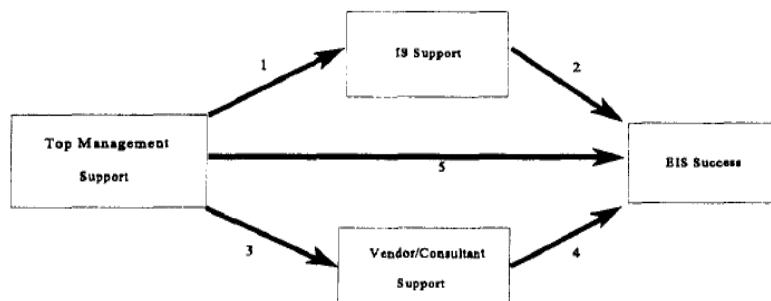 IS Support
1
2
Top Management
Support
5
EIS Success
3
4
Vendor/Consultant
Support